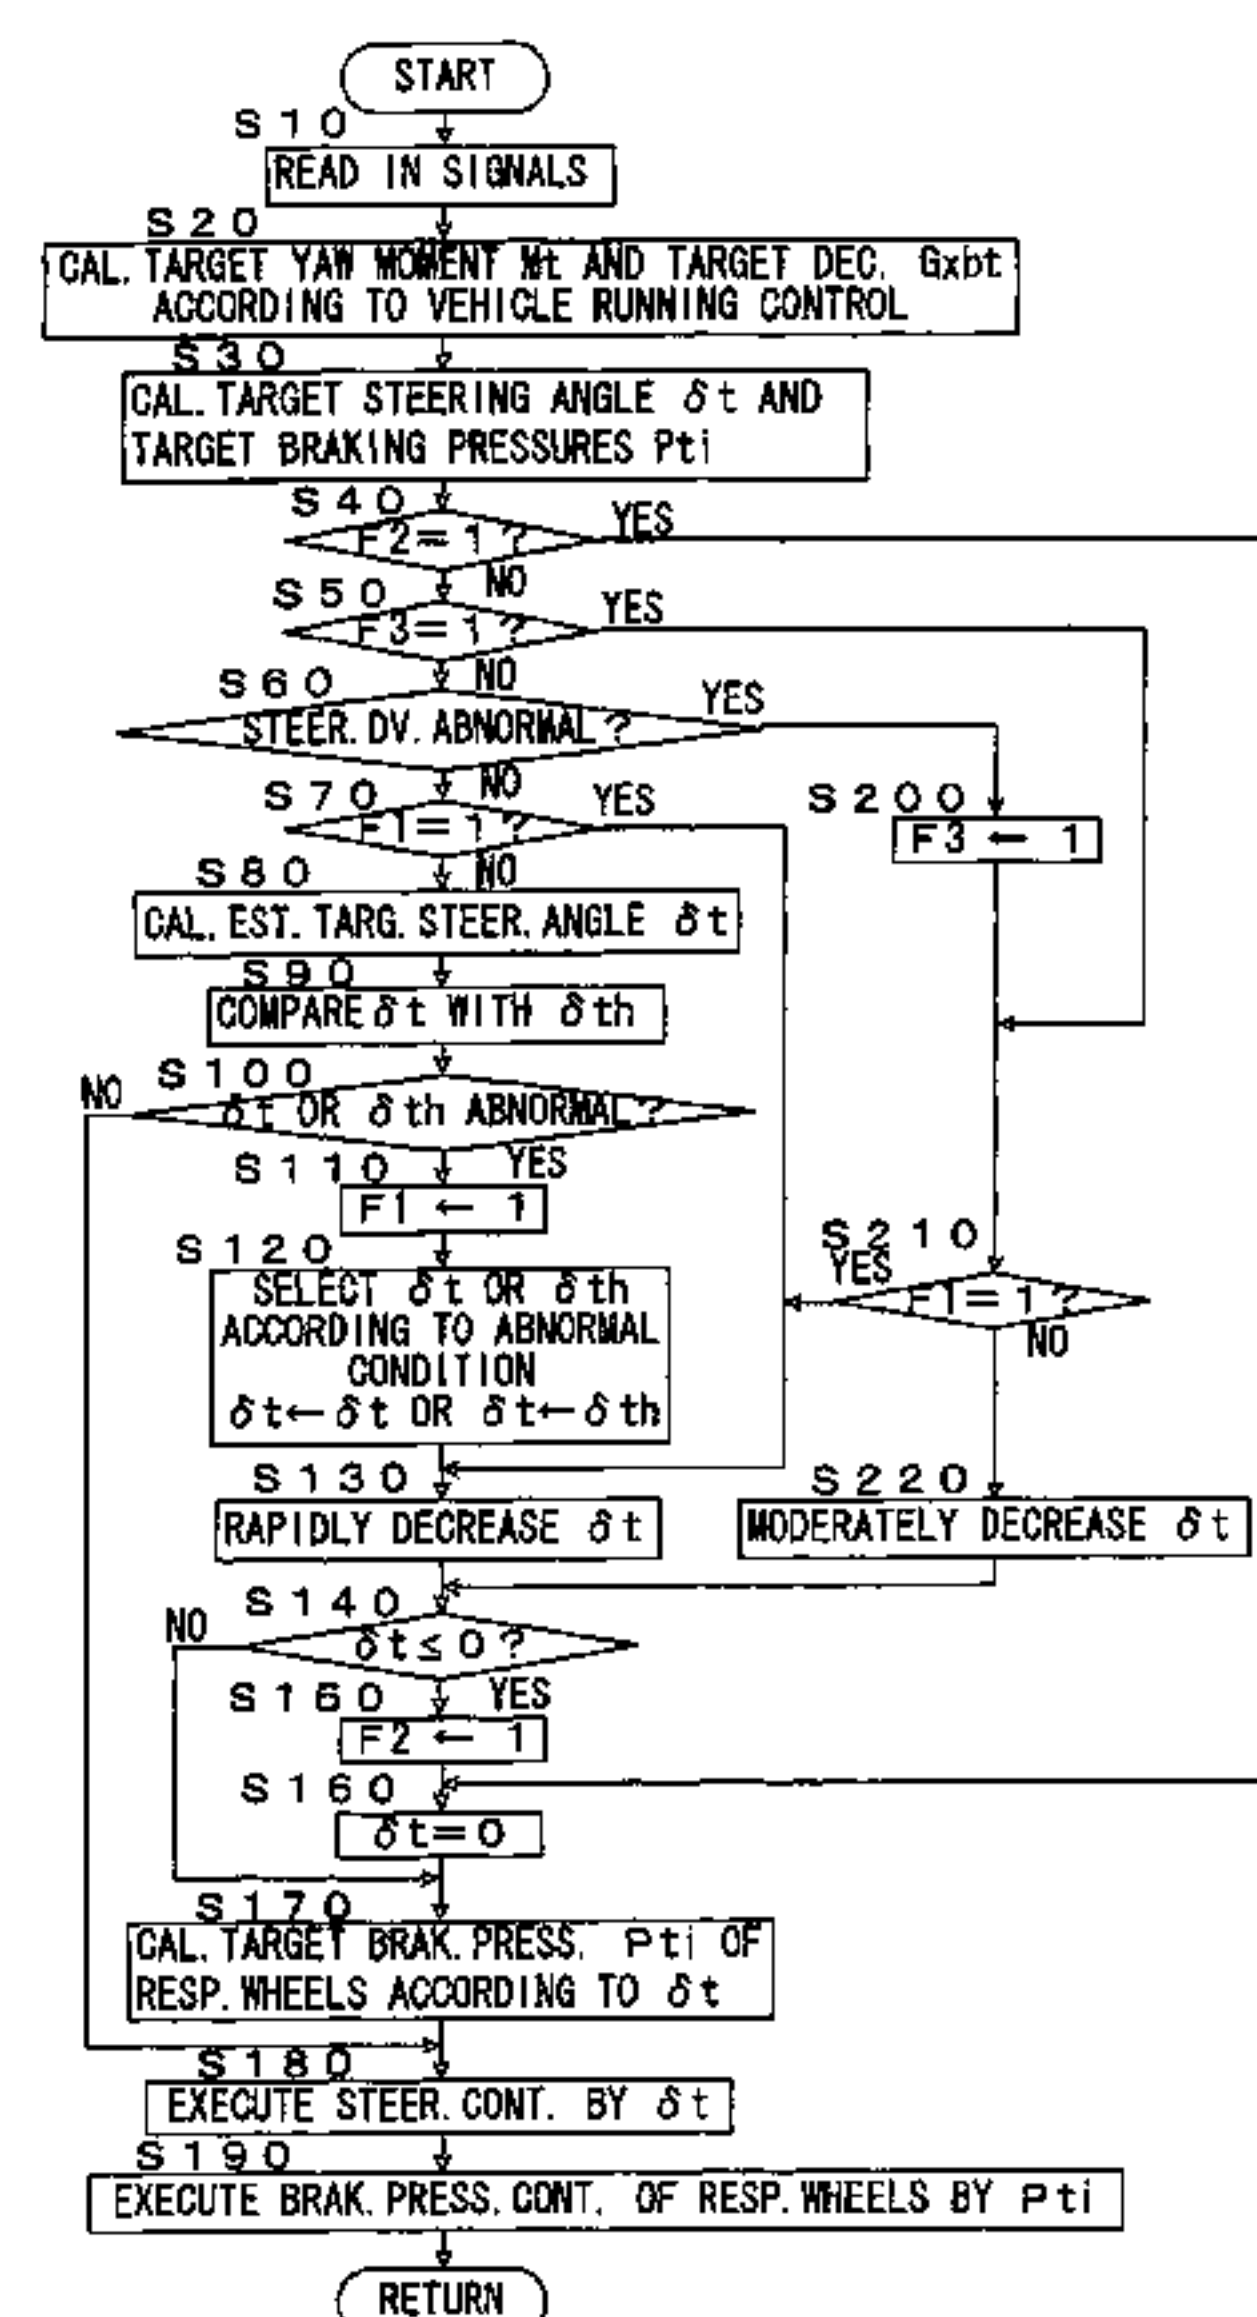 START
S10
READ IN SIGNALS
S20
CAL. TARGET YAW MOMENT Mt AND TARGET DEC. Gxbt
ACCORDING TO VEHICLE RUNNING CONTROL
S30
CAL. TARGET STEERING ANGLE δt AND
TARGET BRAKING PRESSURES Pti
S40
F2=1?
YES
NO
S50
F3=1?
YES
NO
S60
STEER. DV. ABNORMAL?
YES
NO
S70
F1=1?
YES
NO
S200
F3 ← 1
S80
CAL. EST. TARG. STEER. ANGLE δt
S90
COMPARE δt WITH δth
S100
NO
δt OR δth ABNORMAL?
YES
S110
F1 ← 1
S120
SELECT δt OR δth
ACCORDING TO ABNORMAL
CONDITION
δt←δt OR δt←δth
S210
YES
F1=1?
NO
S130
RAPIDLY DECREASE δt
S220
MODERATELY DECREASE δt
S140
NO
δt≤0?
YES
S160
F2 ← 1
S160
δt=0
S170
CAL. TARGET BRAK. PRESS. Pti OF
RESP. WHEELS ACCORDING TO δt
S180
EXECUTE STEER. CONT. BY δt
S190
EXECUTE BRAK. PRESS. CONT. OF RESP. WHEELS BY Pti
RETURN